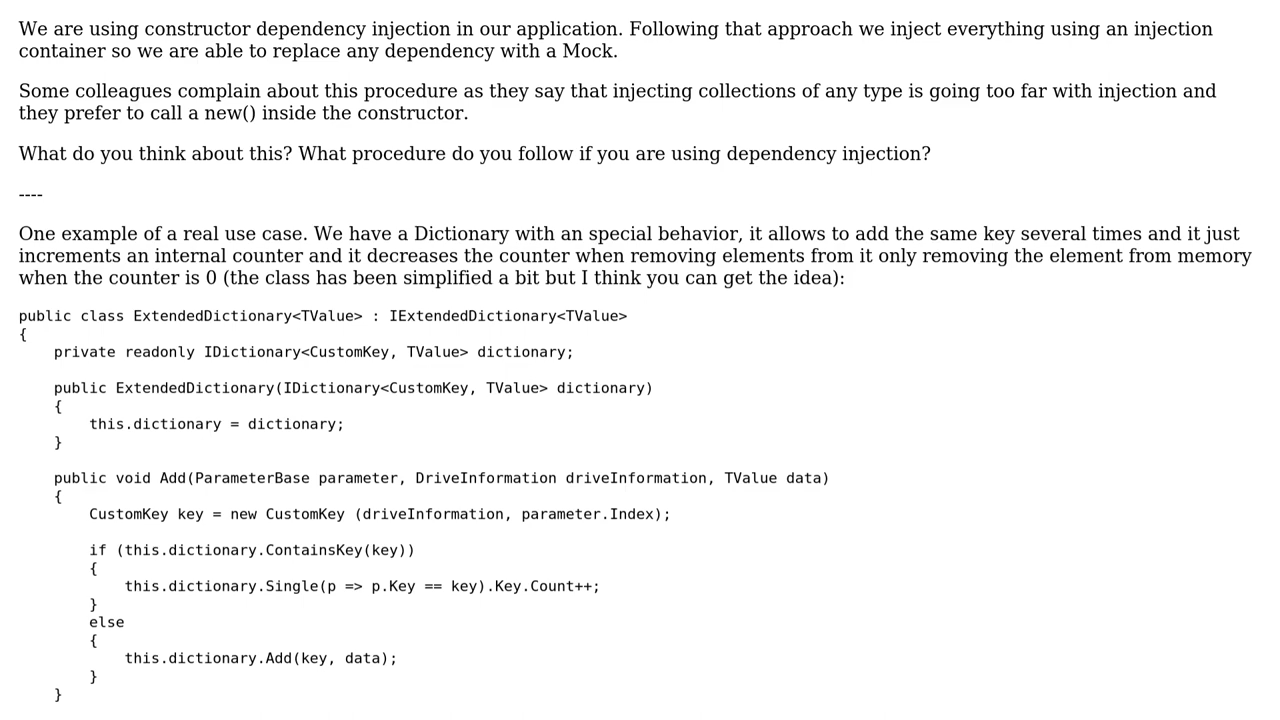 We are using constructor dependency injection in our application. Following that approach we inject everything using an injection
container so we are able to replace any dependency with a Mock.
Some colleagues complain about this procedure as they say that injecting collections of any type is going too far with injection and
they prefer to call a new() inside the constructor.
What do you think about this? What procedure do you follow if you are using dependency injection?
----
One example of a real use case. We have a Dictionary with an special behavior, it allows to add the same key several times and it just
increments an internal counter and it decreases the counter when removing elements from it only removing the element from memory
when the counter is 0 (the class has been simplified a bit but I think you can get the idea):
public class ExtendedDictionary<TValue> : IExtendedDictionary<TValue>
{
    private readonly IDictionary<CustomKey, TValue> dictionary;
    public ExtendedDictionary(IDictionary<CustomKey, TValue> dictionary)
    {
        this.dictionary = dictionary;
    }
    public void Add(ParameterBase parameter, DriveInformation driveInformation, TValue data)
    {
        CustomKey key = new CustomKey (driveInformation, parameter.Index);
        if (this.dictionary.ContainsKey(key))
        {
            this.dictionary.Single(p => p.Key == key).Key.Count++;
        }
        else
        {
            this.dictionary.Add(key, data);
        }
    }